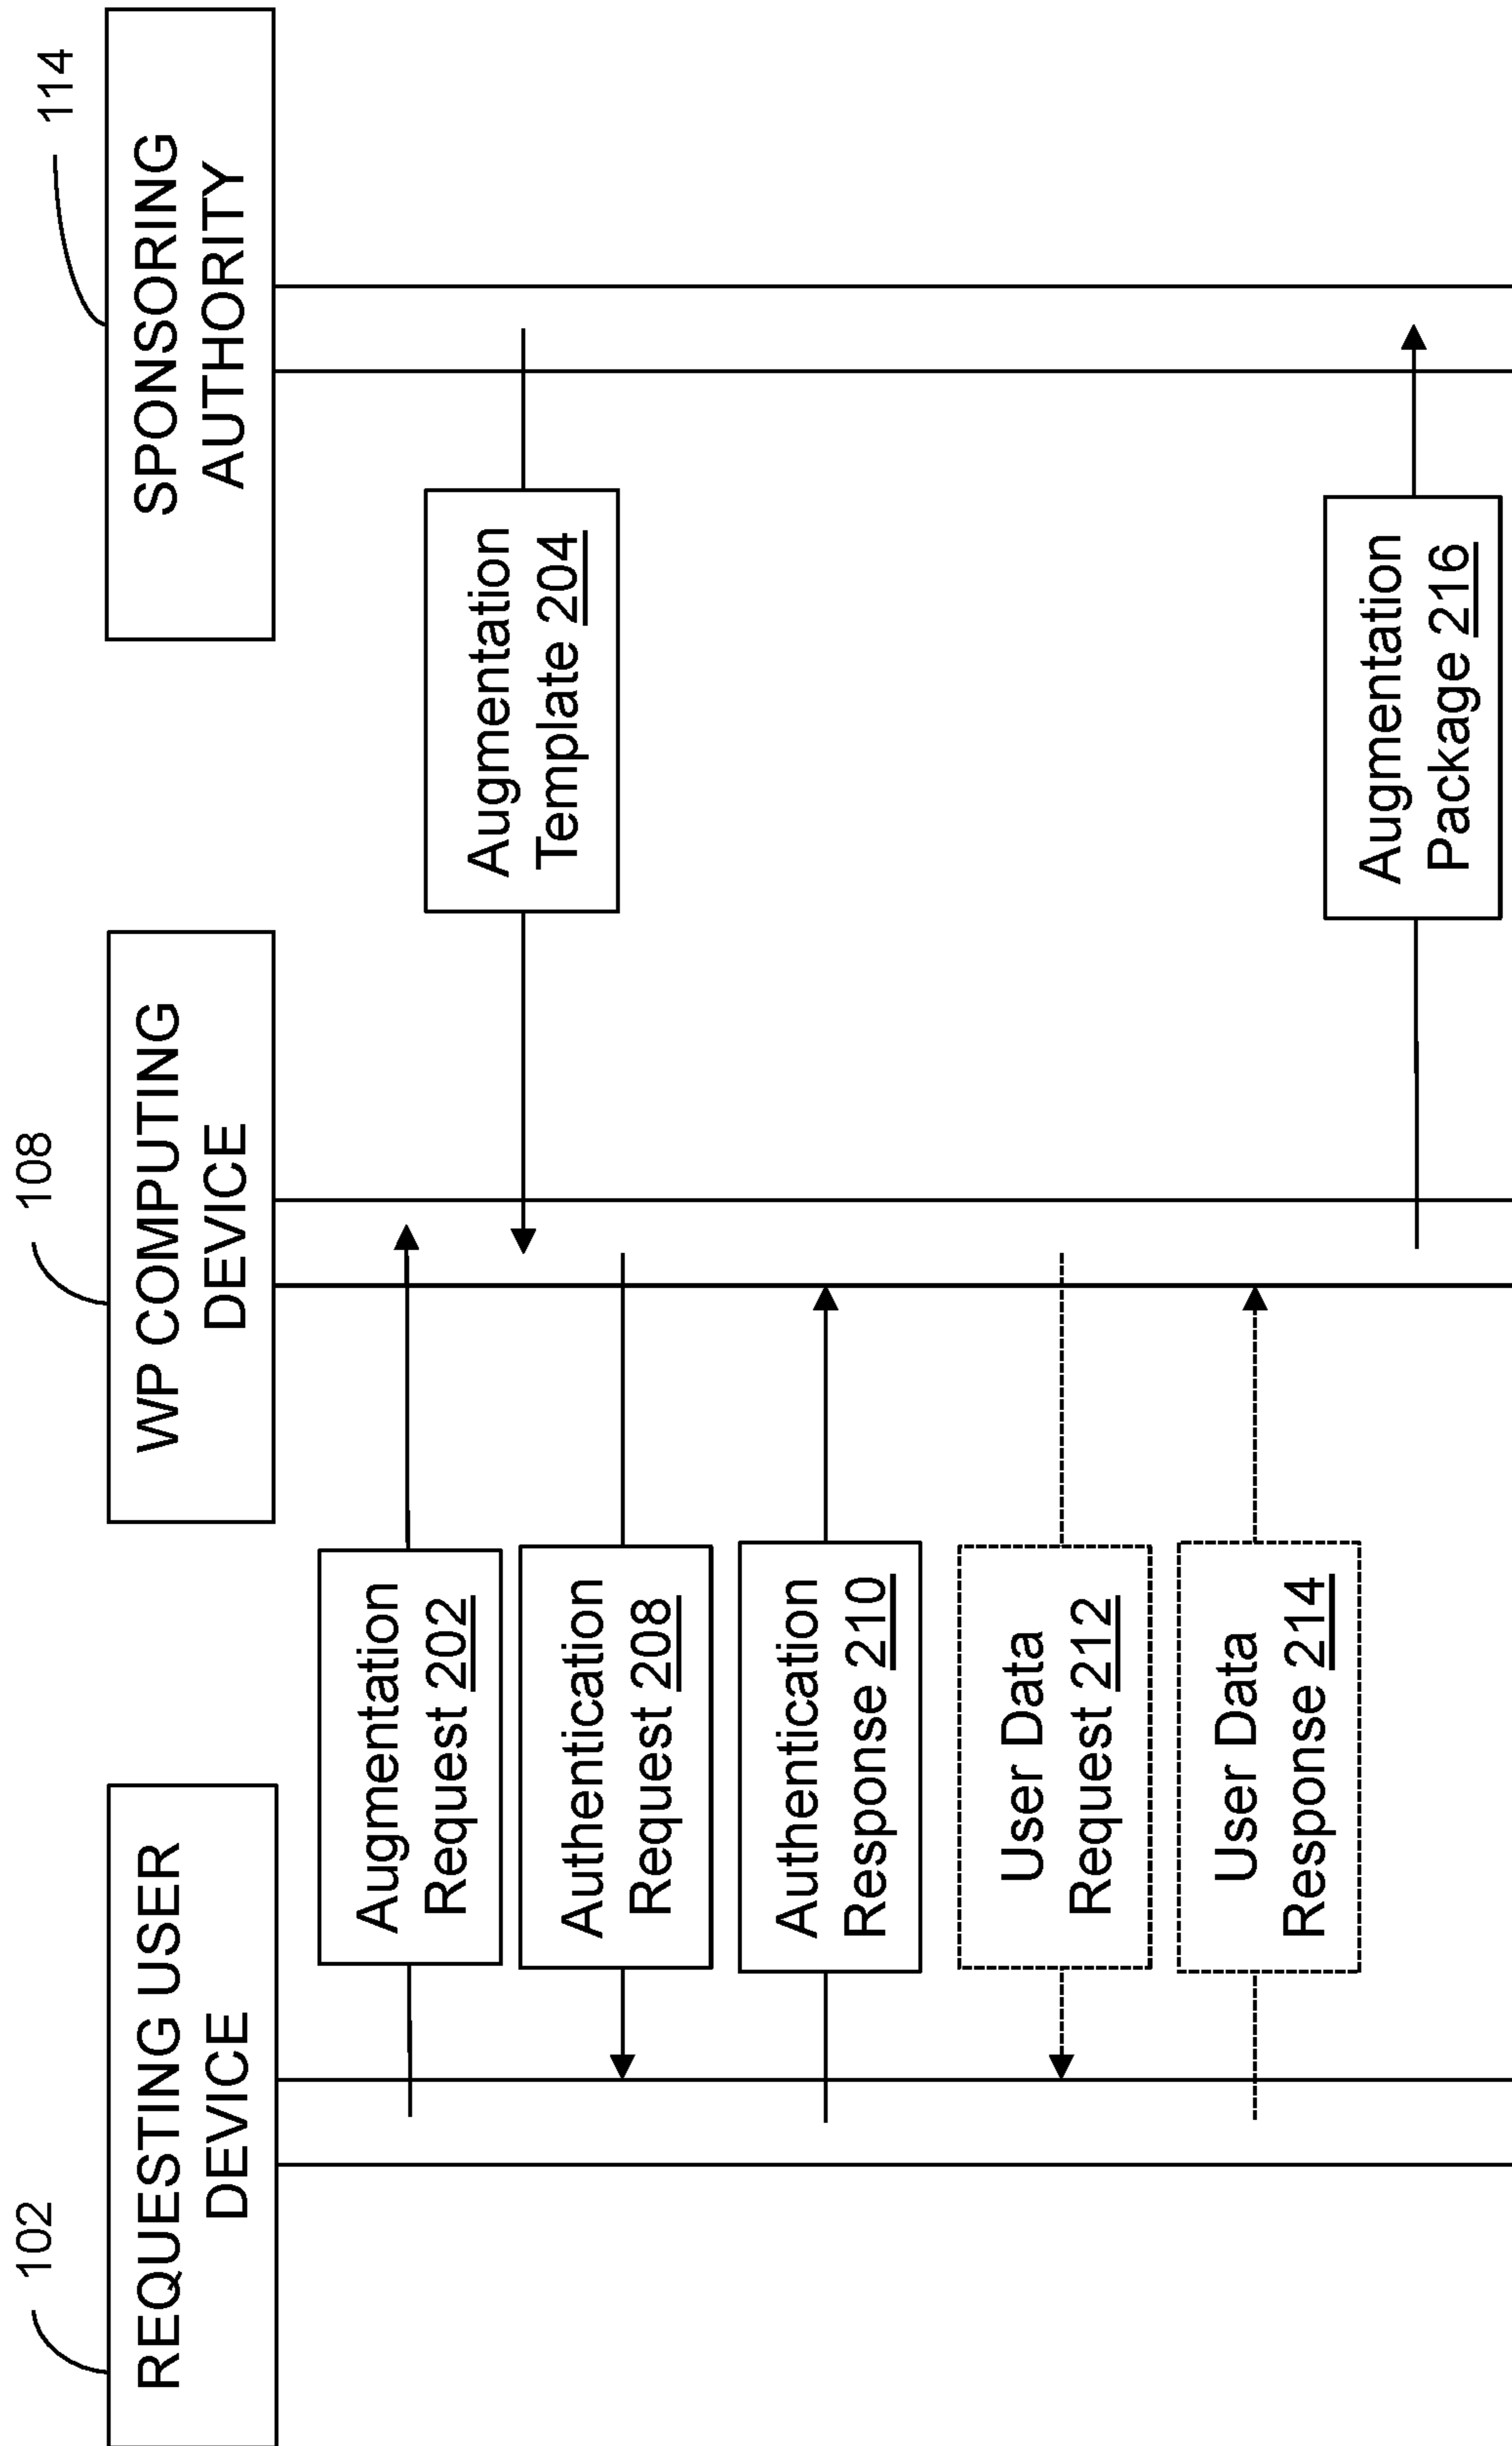 102
108
114
REQUESTING USER
DEVICE
WP COMPUTING
DEVICE
SPONSORING
AUTHORITY
Augmentation
Request 202
Augmentation
Template 204
Authentication
Request 208
Authentication
Response 210
User Data
Request 212
User Data
Response 214
Augmentation
Package 216